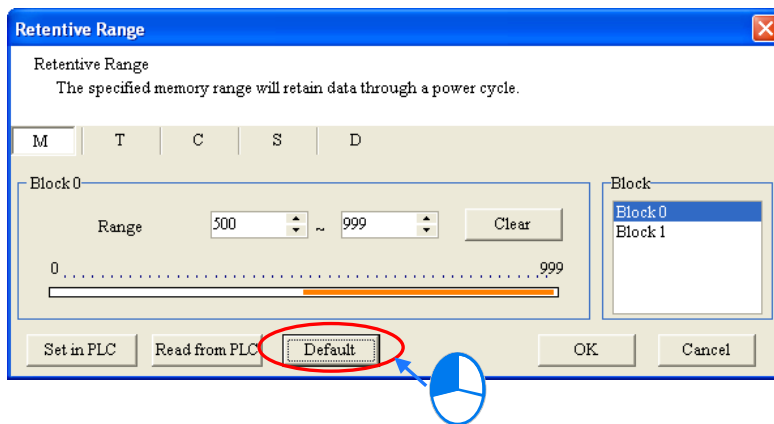 Retentive Range
Retentive Range
The specified memory range will retain data through a power cycle.
M T C S D
Block 0
Range 500 ~ 999 Clear
0 999
Block
Block 0
Block 1
Set in PLC Read from PLC Default OK Cancel